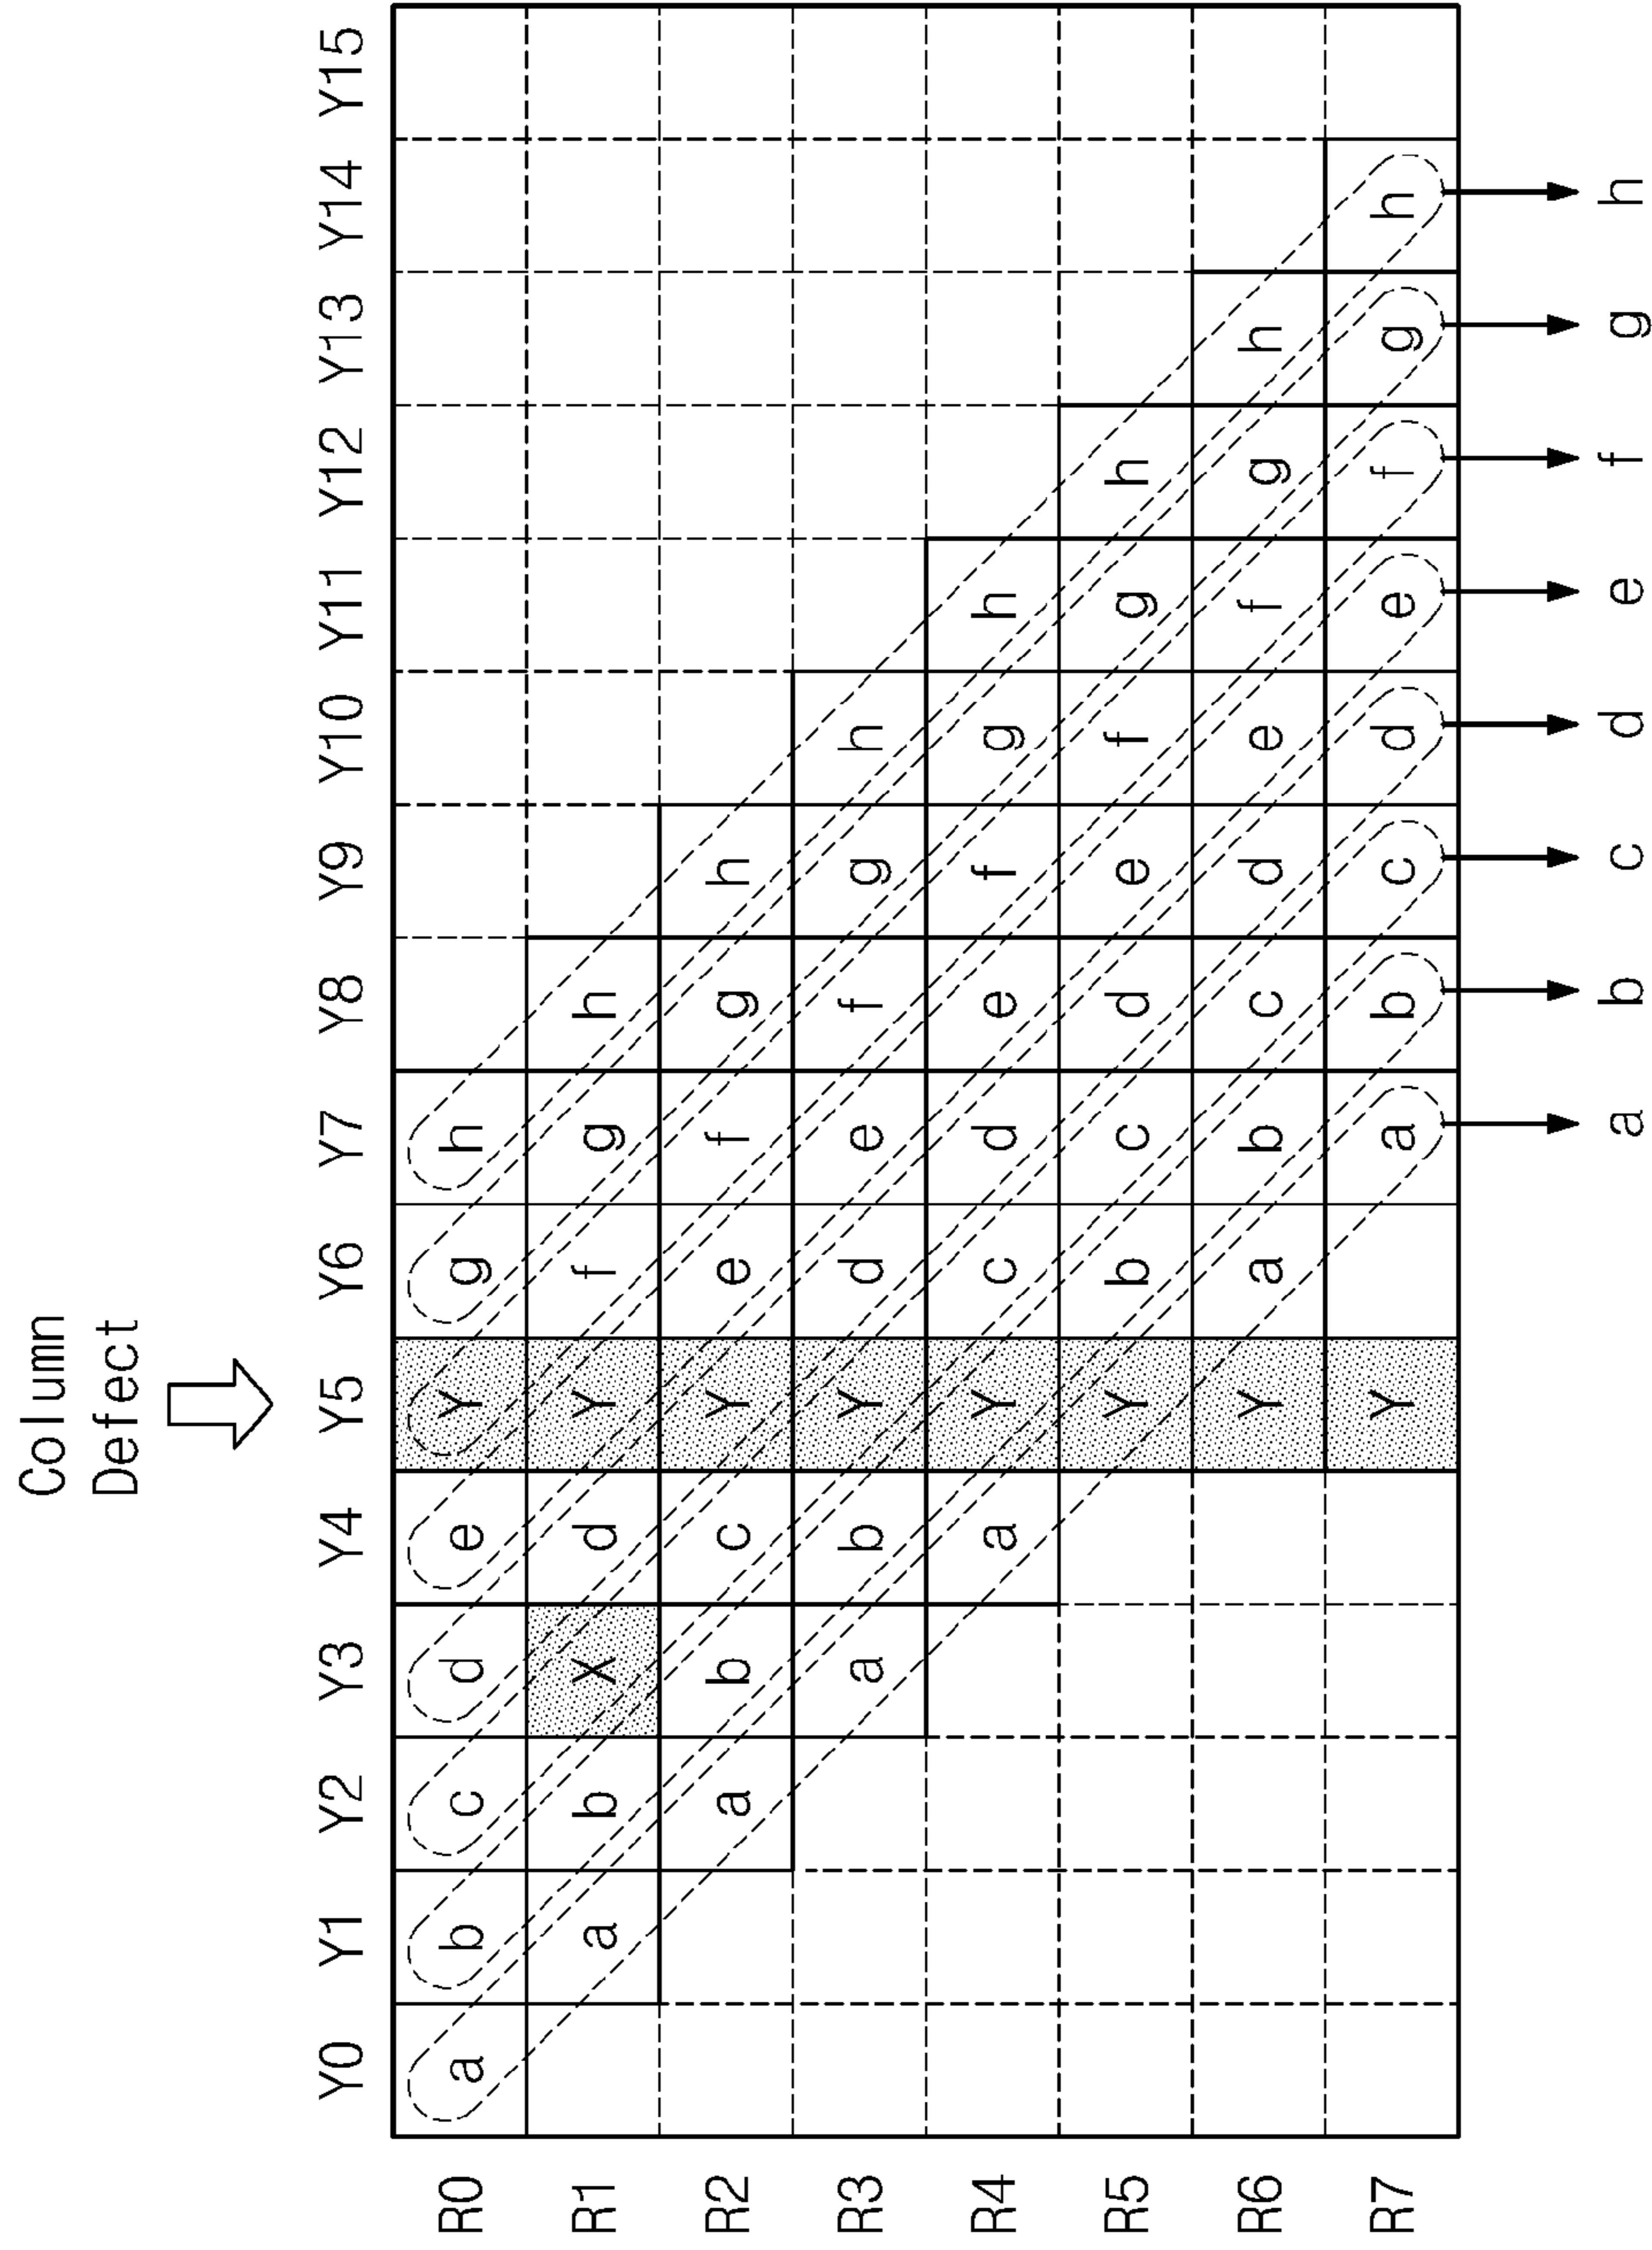 Column
Defect
Y0 Y1 Y2 Y3 Y4 Y5 Y6 Y7 Y8 Y9 Y10 Y11 Y12 Y13 Y14 Y15
R0 a b c d e Y g h
R1 a b X d Y f g h
R2 a b c Y e f g h
R3 a b Y d e f g h
R4 a Y c d e f g h
R5 Y b c d e f g h
R6 Y a b c d e f g h
R7 Y a b c d e f g h
a b c d e f g h